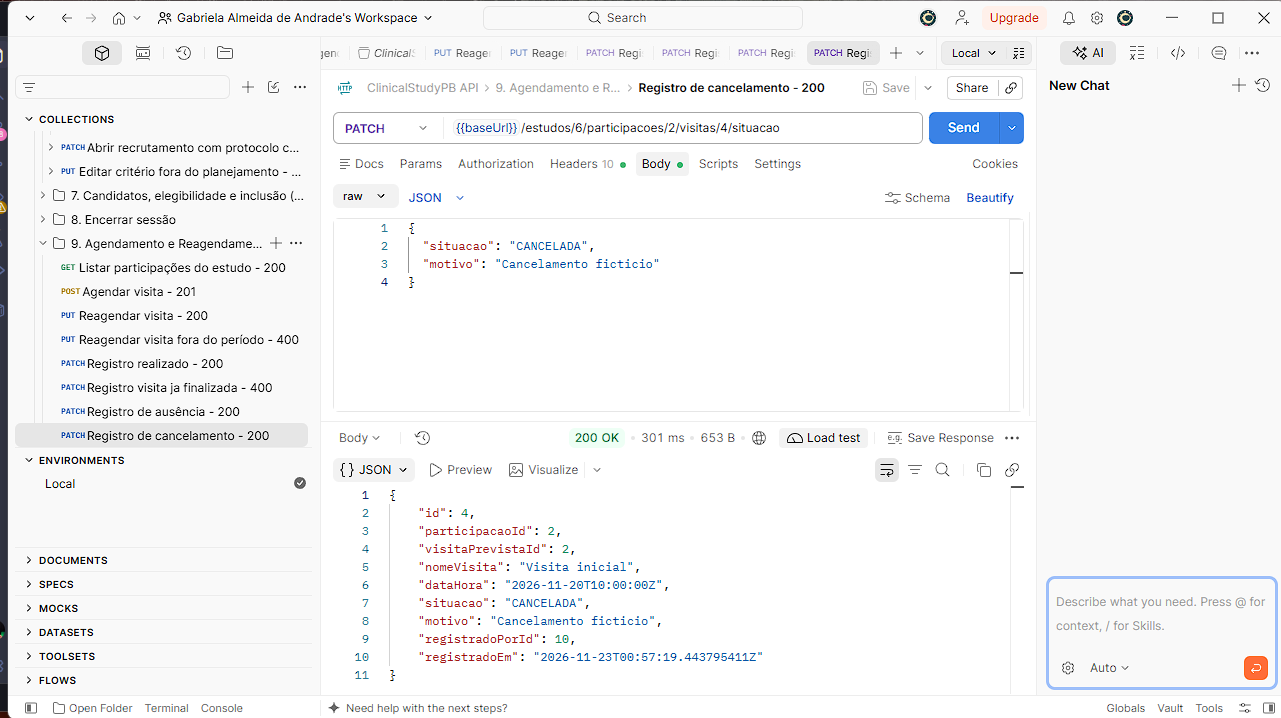 Gabriela Almeida de Andrade's Workspace
Search
Upgrade
Clinical
PUT Reage
PUT Reage
PATCH Regi
PATCH Regi
PATCH Regi
PATCH Regi
Local
AI
New Chat
ClinicalStudyPB API > 9. Agendamento e R... > Registro de cancelamento - 200
Save
Share
PATCH
{{baseUrl}} /estudos/6/participacoes/2/visitas/4/situacao
Send
Docs Params Authorization Headers 10 Body Scripts Settings Cookies
raw JSON Schema Beautify
1 {
2 "situacao": "CANCELADA",
3 "motivo": "Cancelamento ficticio"
4 }
COLLECTIONS
PATCH Abrir recrutamento com protocolo c...
PUT Editar critério fora do planejamento - ...
7. Candidatos, elegibilidade e inclusão (...
8. Encerrar sessão
9. Agendamento e Reagendame...
GET Listar participações do estudo - 200
POST Agendar visita - 201
PUT Reagendar visita - 200
PUT Reagendar visita fora do período - 400
PATCH Registro realizado - 200
PATCH Registro visita ja finalizada - 400
PATCH Registro de ausência - 200
PATCH Registro de cancelamento - 200
ENVIRONMENTS
Local
DOCUMENTS
SPECS
MOCKS
DATASETS
TOOLSETS
FLOWS
Body 200 OK 301 ms 653 B Load test e.g. Save Response
{} JSON Preview Visualize
1 {
2 "id": 4,
3 "participacaoId": 2,
4 "visitaPrevistaId": 2,
5 "nomeVisita": "Visita inicial",
6 "dataHora": "2026-11-20T10:00:00Z",
7 "situacao": "CANCELADA",
8 "motivo": "Cancelamento ficticio",
9 "registradoPorId": 10,
10 "registradoEm": "2026-11-23T00:57:19.443795411Z"
11 }
Describe what you need. Press @ for
context, / for Skills.
Auto
Open Folder Terminal Console
Need help with the next steps?
Globals Vault Tools